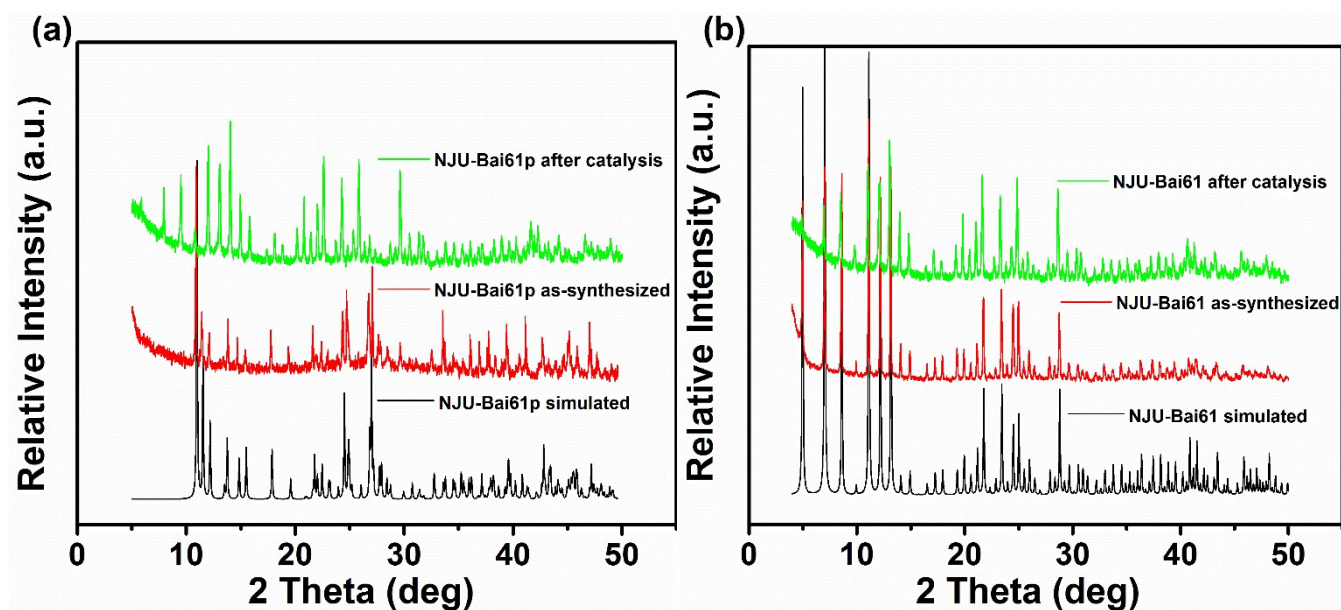 (a)
Relative Intensity (a.u.)
NJU-Bai61p after catalysis
NJU-Bai61p as-synthesized
NJU-Bai61p simulated
0 10 20 30 40 50
2 Theta (deg)
(b)
Relative Intensity (a.u.)
NJU-Bai61 after catalysis
NJU-Bai61 as-synthesized
NJU-Bai61 simulated
0 10 20 30 40 50
2 Theta (deg)